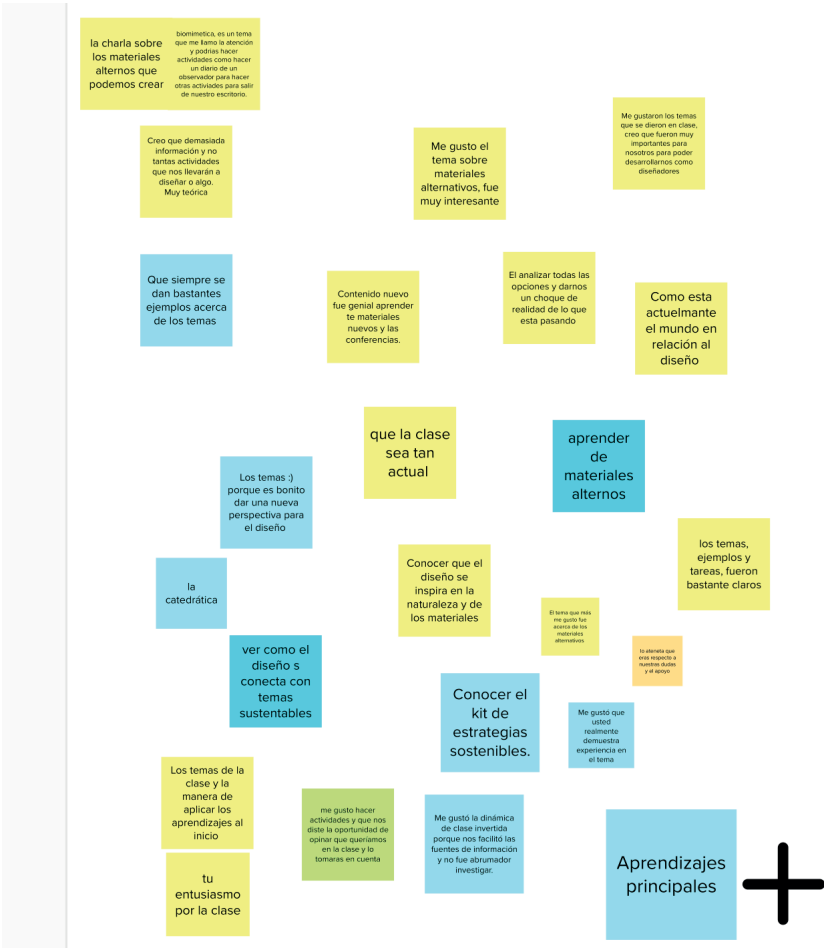 la charla sobre
los materiales
alternos que
podemos crear
biomimetica, es un tema
que me llamo la atención
y podrias hacer
actividades como hacer
un diario de un
observador para hacer
otras activiades para salir
de nuestro escritorio.
Creo que demasiada
información y no
tantas actividades
que nos llevarán a
diseñar o algo.
Muy teórica
Me gusto el
tema sobre
materiales
alternativos, fue
muy interesante
Me gustaron los temas
que se dieron en clase,
creo que fueron muy
importantes para
nosotros para poder
desarrollarnos como
diseñadores
Que siempre se
dan bastantes
ejemplos acerca
de los temas
Contenido nuevo
fue genial aprender
te materiales
nuevos y las
conferencias.
El analizar todas las
opciones y darnos
un choque de
realidad de lo que
esta pasando
Como esta
actuelmante
el mundo en
relación al
diseño
que la clase
sea tan
actual
aprender
de
materiales
alternos
Los temas :)
porque es bonito
dar una nueva
perspectiva para
el diseño
la
catedrática
Conocer que el
diseño se
inspira en la
naturaleza y de
los materiales
los temas,
ejemplos y
tareas, fueron
bastante claros
El tema que más
me gusto fue
acerca de los
materiales
alternativos
lo ateneta que
eras respecto a
nuestras dudas
y al apoyo
ver como el
diseño s
conecta con
temas
sustentables
Conocer el
kit de
estrategias
sostenibles.
Me gustó que
usted
realmente
demuestra
experiencia en
el tema
Los temas de la
clase y la
manera de
aplicar los
aprendizajes al
inicio
me gusto hacer
actividades y que nos
diste la oportunidad de
opinar que queríamos
en la clase y lo
tomaras en cuenta
Me gustó la dinámica
de clase invertida
porque nos facilitó las
fuentes de información
y no fue abrumador
investigar.
Aprendizajes
principales
tu
entusiasmo
por la clase